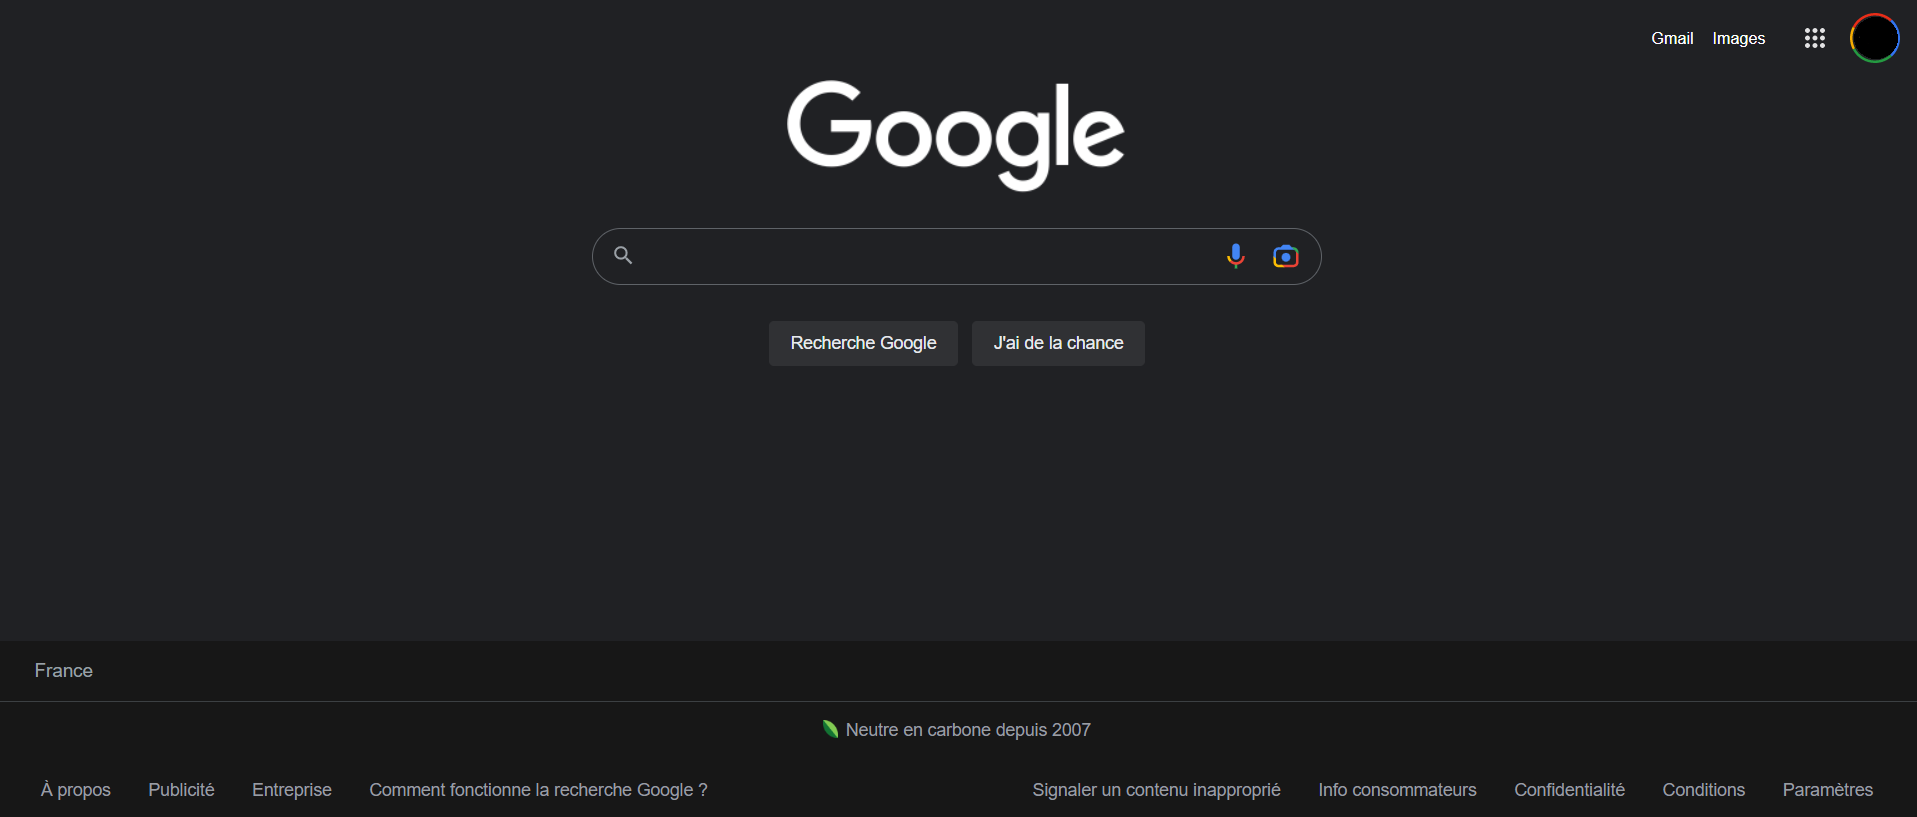 Gmail Images
Google
Recherche Google J'ai de la chance
France
Neutre en carbone depuis 2007
À propos Publicité Entreprise Comment fonctionne la recherche Google ? Signaler un contenu inapproprié Info consommateurs Confidentialité Conditions Paramètres